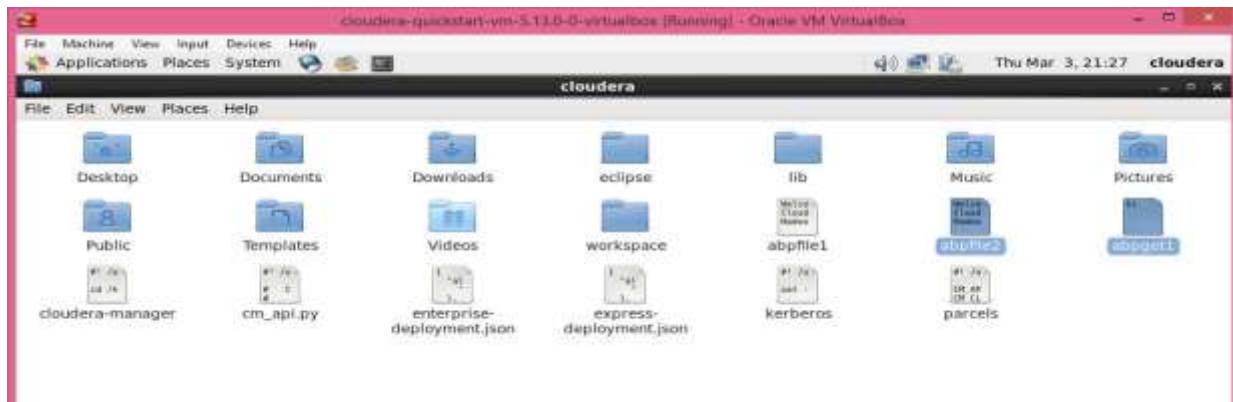 cloudera-quickstart-vm-5.13.0-0-virtualbox [Running] - Oracle VM VirtualBox
File Machine View Input Devices Help
Applications Places System Thu Mar 3, 21:27 cloudera
cloudera
File Edit View Places Help
Desktop Documents Downloads eclipse lib Music Pictures
Public Templates Videos workspace abpfile1 abpfile2 abpget1
cloudera-manager cm_api.py enterprise- express- kerberos parcels
deployment.json deployment.json